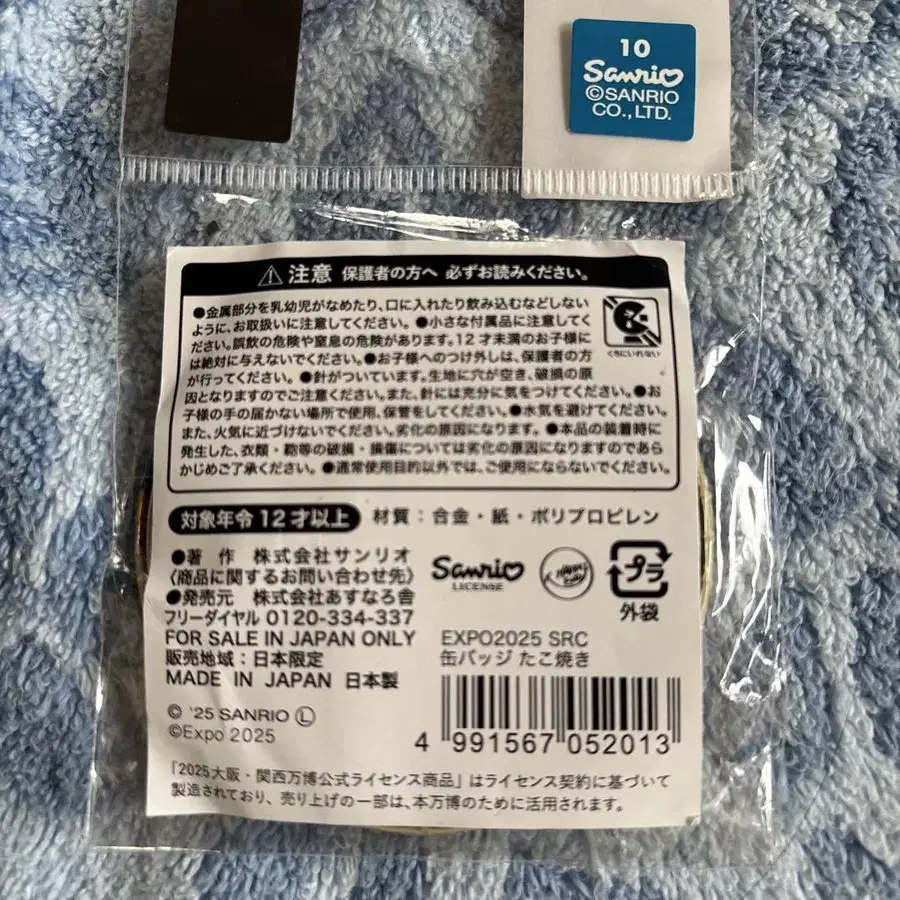 10
Sanrio
©SANRIO
CO.,LTD.
注意 保護者の方へ 必ずお読みください。
●金属部分を乳幼児がなめたり、口に入れたり飲み込むなどしない
ように、お取扱いに注意してください。●小さな付属品に注意してく
ださい。誤飲の危険や窒息の危険があります。12才未満のお子様に
は絶対に与えないでください。●お子様へのつけ外しは、保護者の方
が行ってください。●針がついています。生地に穴が空き、破損の原
因となりますのでご注意ください。また、針には充分に気をつけてください。●お
子様の手の届かない場所で使用、保管をしてください。●水気を避けてください。
また、火気に近づけないでください。劣化の原因になります。●本品の装着時に
発生した、衣類・鞄等の破損・損傷については劣化の原因になりますのであら
かじめご了承ください。●通常使用目的以外では、ご使用にならないでください。
くちにいれない
対象年令12才以上 材質:合金・紙・ポリプロピレン
●著 作 株式会社サンリオ
〈商品に関するお問い合わせ先〉
●発売元 株式会社あすなろ舎
フリーダイヤル 0120-334-337
FOR SALE IN JAPAN ONLY
販売地域:日本限定
MADE IN JAPAN 日本製
© '25 SANRIO Ⓛ
©Expo 2025
Sanrio
LICENSE
プラ
外袋
EXPO2025 SRC
缶バッジ たこ焼き
4 991567 052013
「2025大阪・関西万博公式ライセンス商品」はライセンス契約に基づいて
製造されており、売り上げの一部は、本万博のために活用されます。